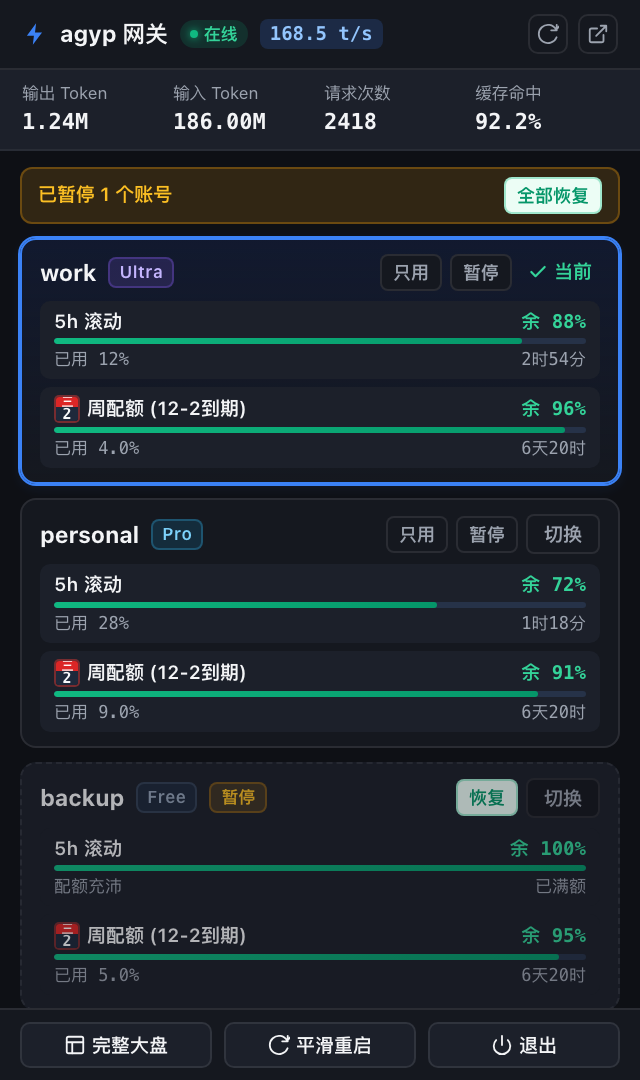 agyp 网关 在线 168.5 t/s
输出 Token 输入 Token 请求次数 缓存命中
1.24M 186.00M 2418 92.2%
已暂停 1 个账号 全部恢复
work Ultra 只用 暂停 当前
5h 滚动 余 88%
已用 12% 2时54分
三 2 周配额 (12-2到期) 余 96%
已用 4.0% 6天20时
personal Pro 只用 暂停 切换
5h 滚动 余 72%
已用 28% 1时18分
三 2 周配额 (12-2到期) 余 91%
已用 9.0% 6天20时
backup Free 暂停 恢复 切换
5h 滚动 余 100%
配额充沛 已满额
三 2 周配额 (12-2到期) 余 95%
已用 5.0% 6天20时
完整大盘 平滑重启 退出